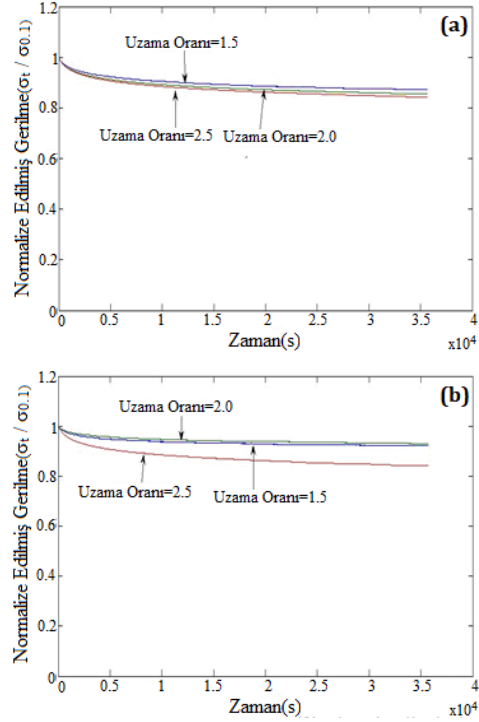 (a)
1.2
1
0.8
0.6
0.4
0.2
0
Normalize Edilmiş Gerilme(σt / σ0.1)
Uzama Oranı=1.5
Uzama Oranı=2.5
Uzama Oranı=2.0
0 0.5 1 1.5 2 2.5 3 3.5 4
x10⁴
Zaman(s)
(b)
1.2
1
0.8
0.6
0.4
0.2
0
Normalize Edilmiş Gerilme(σt / σ0.1)
Uzama Oranı=2.0
Uzama Oranı=2.5
Uzama Oranı=1.5
0 0.5 1 1.5 2 2.5 3 3.5 4
x10⁴
Zaman(s)